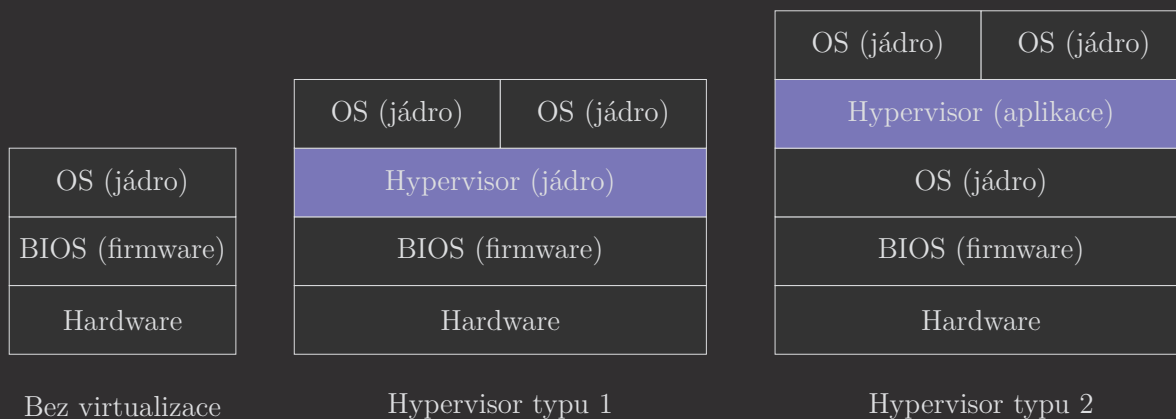 OS (jádro)
BIOS (firmware)
Hardware
Bez virtualizace
OS (jádro) OS (jádro)
Hypervisor (jádro)
BIOS (firmware)
Hardware
Hypervisor typu 1
OS (jádro) OS (jádro)
Hypervisor (aplikace)
OS (jádro)
BIOS (firmware)
Hardware
Hypervisor typu 2